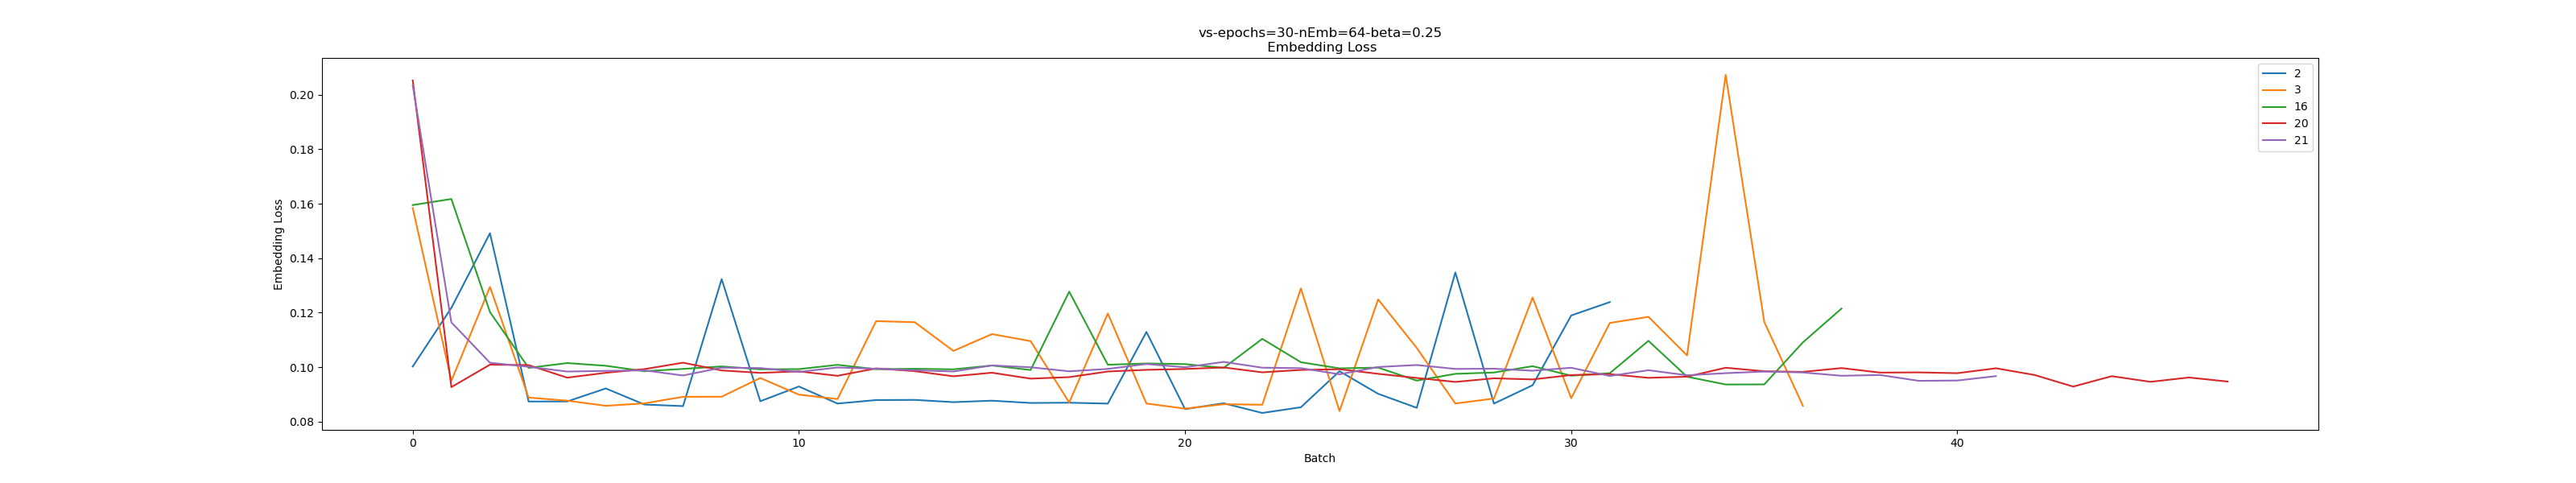 vs-epochs=30-nEmb=64-beta=0.25
Embedding Loss
2
3
16
20
21
Embedding Loss
0.20
0.18
0.16
0.14
0.12
0.10
0.08
0 10 20 30 40
Batch